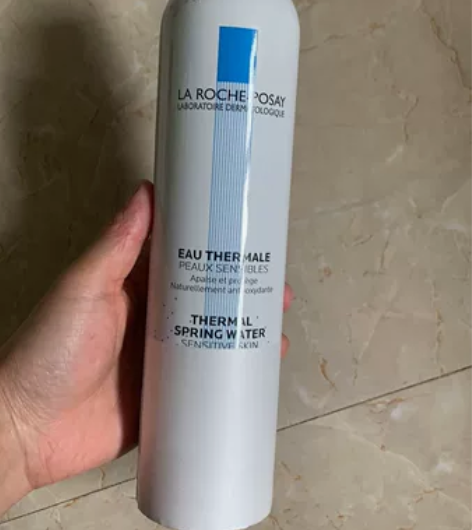 LA ROCHE-POSAY
LABORATOIRE DERMATOLOGIQUE
EAU THERMALE
PEAUX SENSIBLES
Apaise et protège
Naturellement antioxydante
THERMAL
SPRING WATER
SENSITIVE SKIN